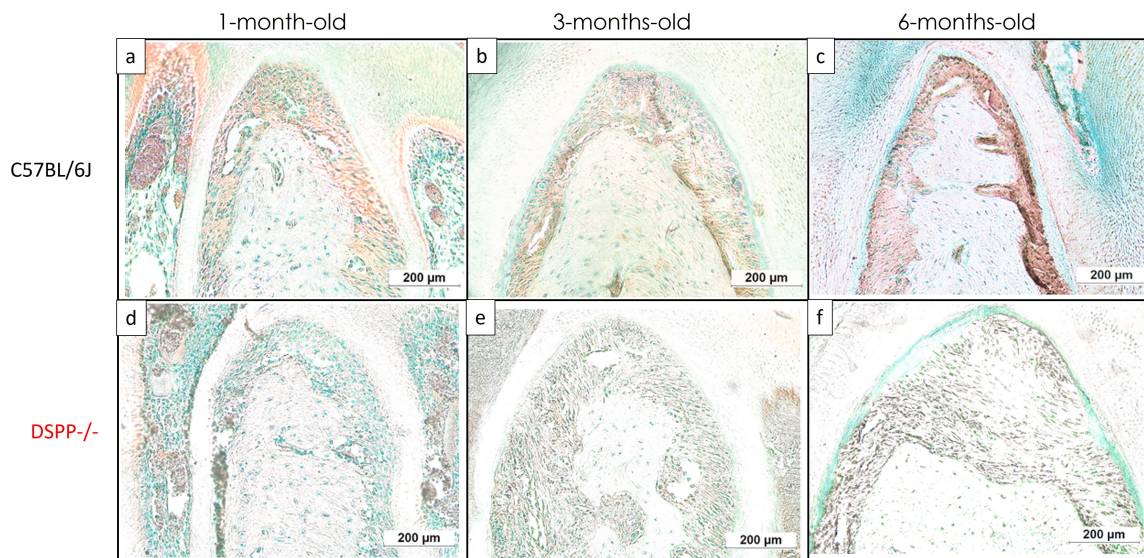 1-month-old 3-months-old 6-months-old
a b c
C57BL/6J
200 µm 200 µm 200 µm
d e f
DSPP-/-
200 µm 200 µm 200 µm